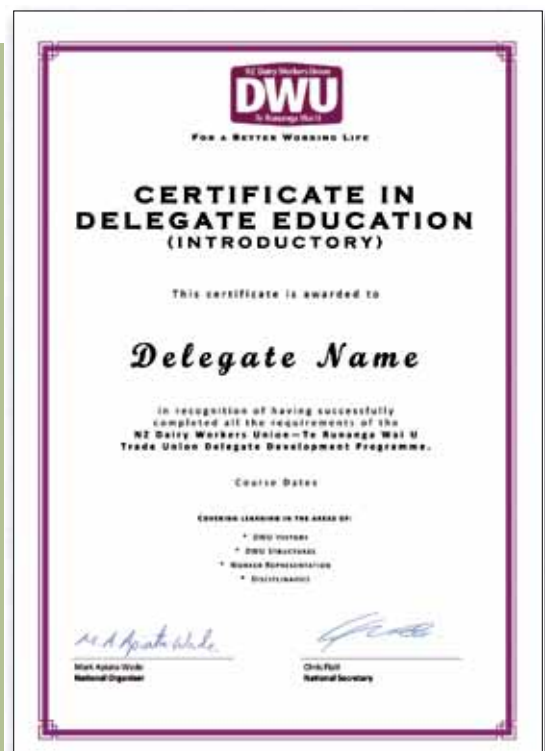 NZ Dairy Workers Union
DWU
Te Runanga Wai U
FOR A BETTER WORKING LIFE
CERTIFICATE IN
DELEGATE EDUCATION
(INTRODUCTORY)
This certificate is awarded to
Delegate Name
in recognition of having successfully
completed all the requirements of the
NZ Dairy Workers Union—Te Runanga Wai U
Trade Union Delegate Development Programme.
Course Dates
COVERING LEARNING IN THE AREAS OF:
* DWU HISTORY
* DWU STRUCTURES
* WORKER REPRESENTATION
* DISCIPLINARIES
M A Apiata Wade
Mark Apiata-Wade
National Organiser
Chris Flatt
National Secretary